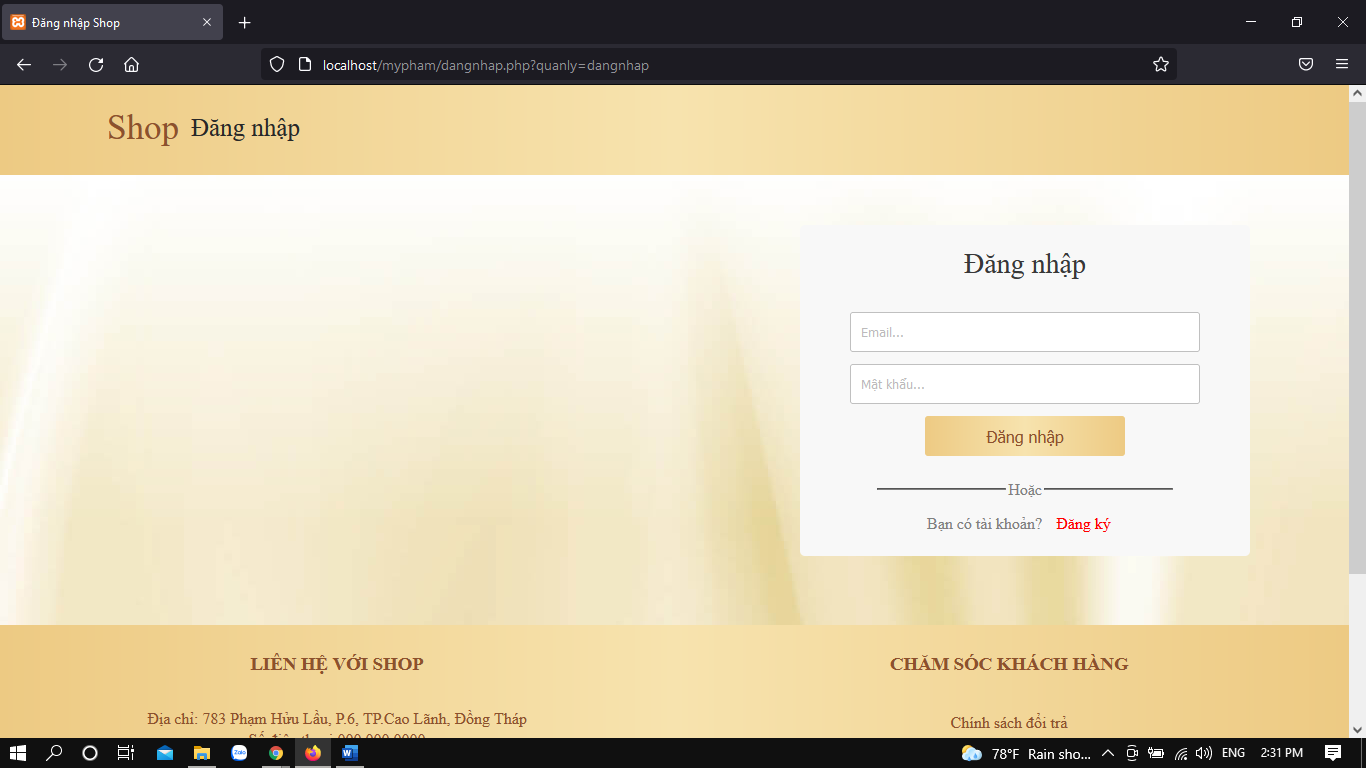 Đăng nhập Shop
localhost/mypham/dangnhap.php?quanly=dangnhap
Shop Đăng nhập
Đăng nhập
Email...
Mật khẩu...
Đăng nhập
Hoặc
Bạn có tài khoản? Đăng ký
LIÊN HỆ VỚI SHOP
Địa chỉ: 783 Phạm Hửu Lầu, P.6, TP.Cao Lãnh, Đồng Tháp
CHĂM SÓC KHÁCH HÀNG
Chính sách đổi trả
Zalo
78°F Rain sho... ENG 2:31 PM